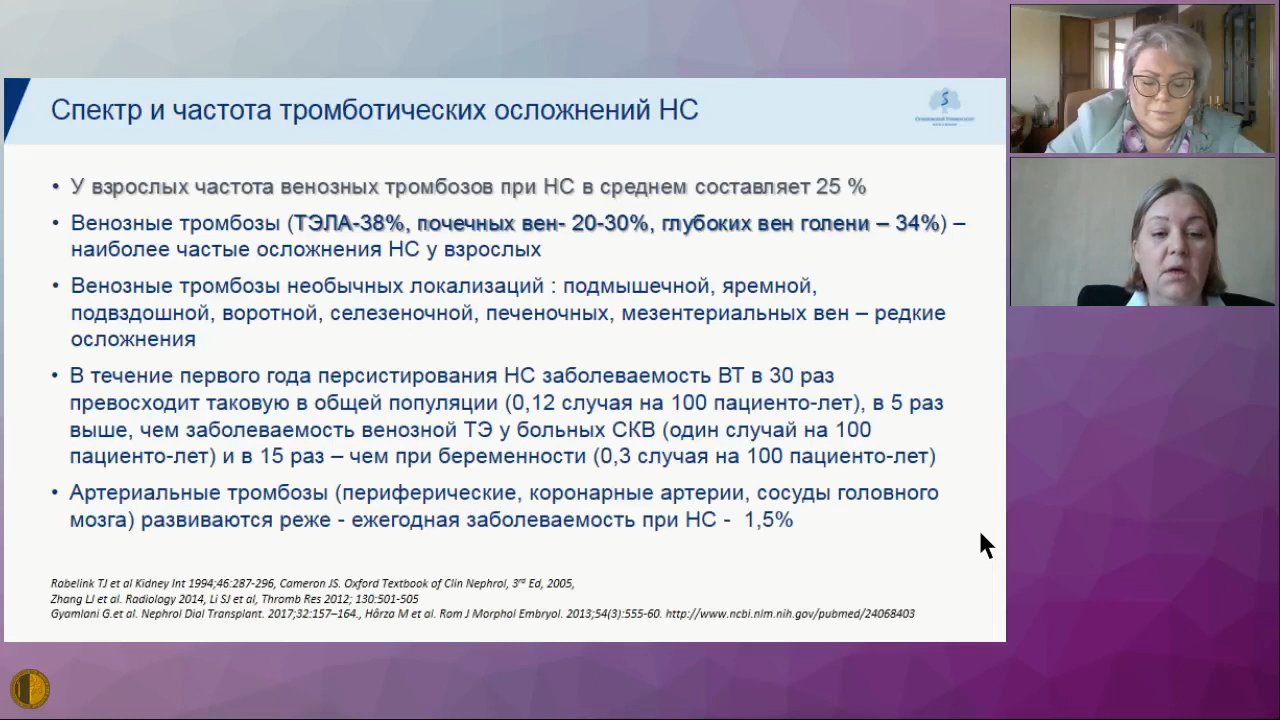 Спектр и частота тромботических осложнений НС
• У взрослых частота венозных тромбозов при НС в среднем составляет 25 %
• Венозные тромбозы (ТЭЛА-38%, почечных вен- 20-30%, глубоких вен голени – 34%) –
наиболее частые осложнения НС у взрослых
• Венозные тромбозы необычных локализаций : подмышечной, яремной,
подвздошной, воротной, селезеночной, печеночных, мезентериальных вен – редкие
осложнения
• В течение первого года персистирования НС заболеваемость ВТ в 30 раз
превосходит таковую в общей популяции (0,12 случая на 100 пациенто-лет), в 5 раз
выше, чем заболеваемость венозной ТЭ у больных СКВ (один случай на 100
пациенто-лет) и в 15 раз – чем при беременности (0,3 случая на 100 пациенто-лет)
• Артериальные тромбозы (периферические, коронарные артерии, сосуды головного
мозга) развиваются реже - ежегодная заболеваемость при НС - 1,5%
Rabelink TJ et al Kidney Int 1994;46:287-296, Cameron JS. Oxford Textbook of Clin Nephrol, 3rd Ed, 2005,
Zhang LJ et al. Radiology 2014, Li SJ et al, Thromb Res 2012; 130:501-505
Gyamlani G.et al. Nephrol Dial Transplant. 2017;32:157–164., Hârza M et al. Rom J Morphol Embryol. 2013;54(3):555-60. http://www.ncbi.nlm.nih.gov/pubmed/24068403